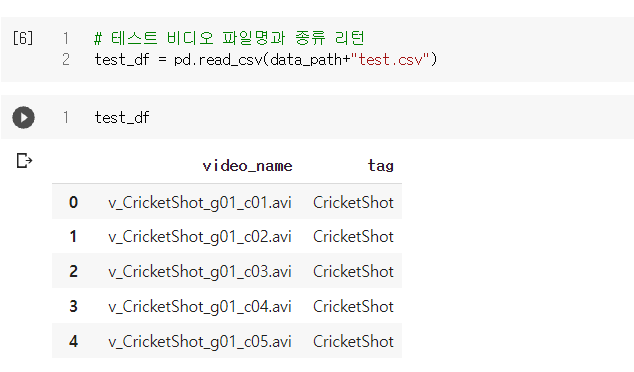 [6] 1 # 테스트 비디오 파일명과 종류 리턴
2 test_df = pd.read_csv(data_path+"test.csv")
1 test_df
video_name tag
0 v_CricketShot_g01_c01.avi CricketShot
1 v_CricketShot_g01_c02.avi CricketShot
2 v_CricketShot_g01_c03.avi CricketShot
3 v_CricketShot_g01_c04.avi CricketShot
4 v_CricketShot_g01_c05.avi CricketShot